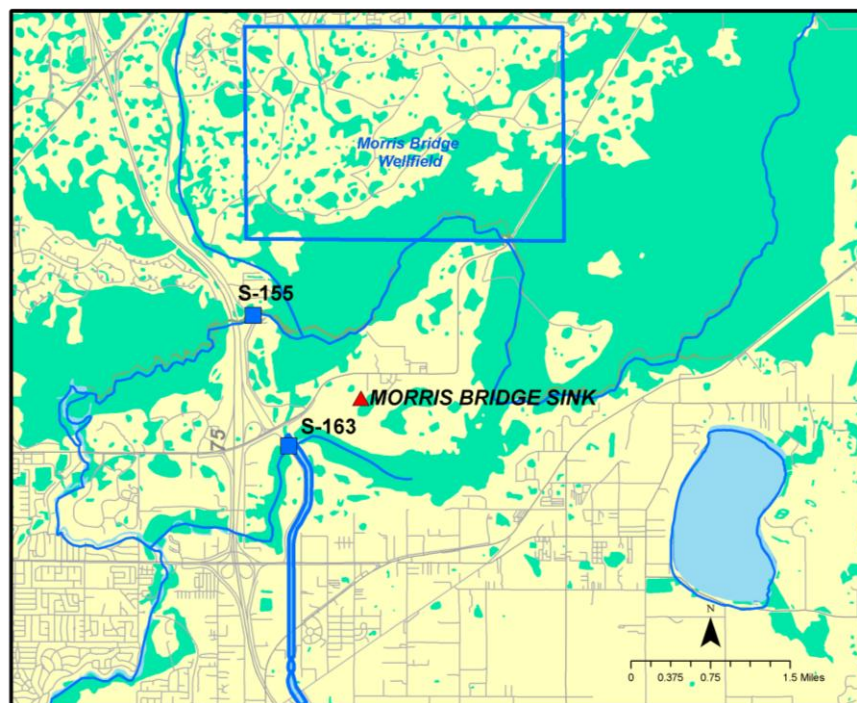 Morris Bridge
Wellfield
S-155
MORRIS BRIDGE SINK
S-163
75
N
0 0.375 0.75 1.5 Miles